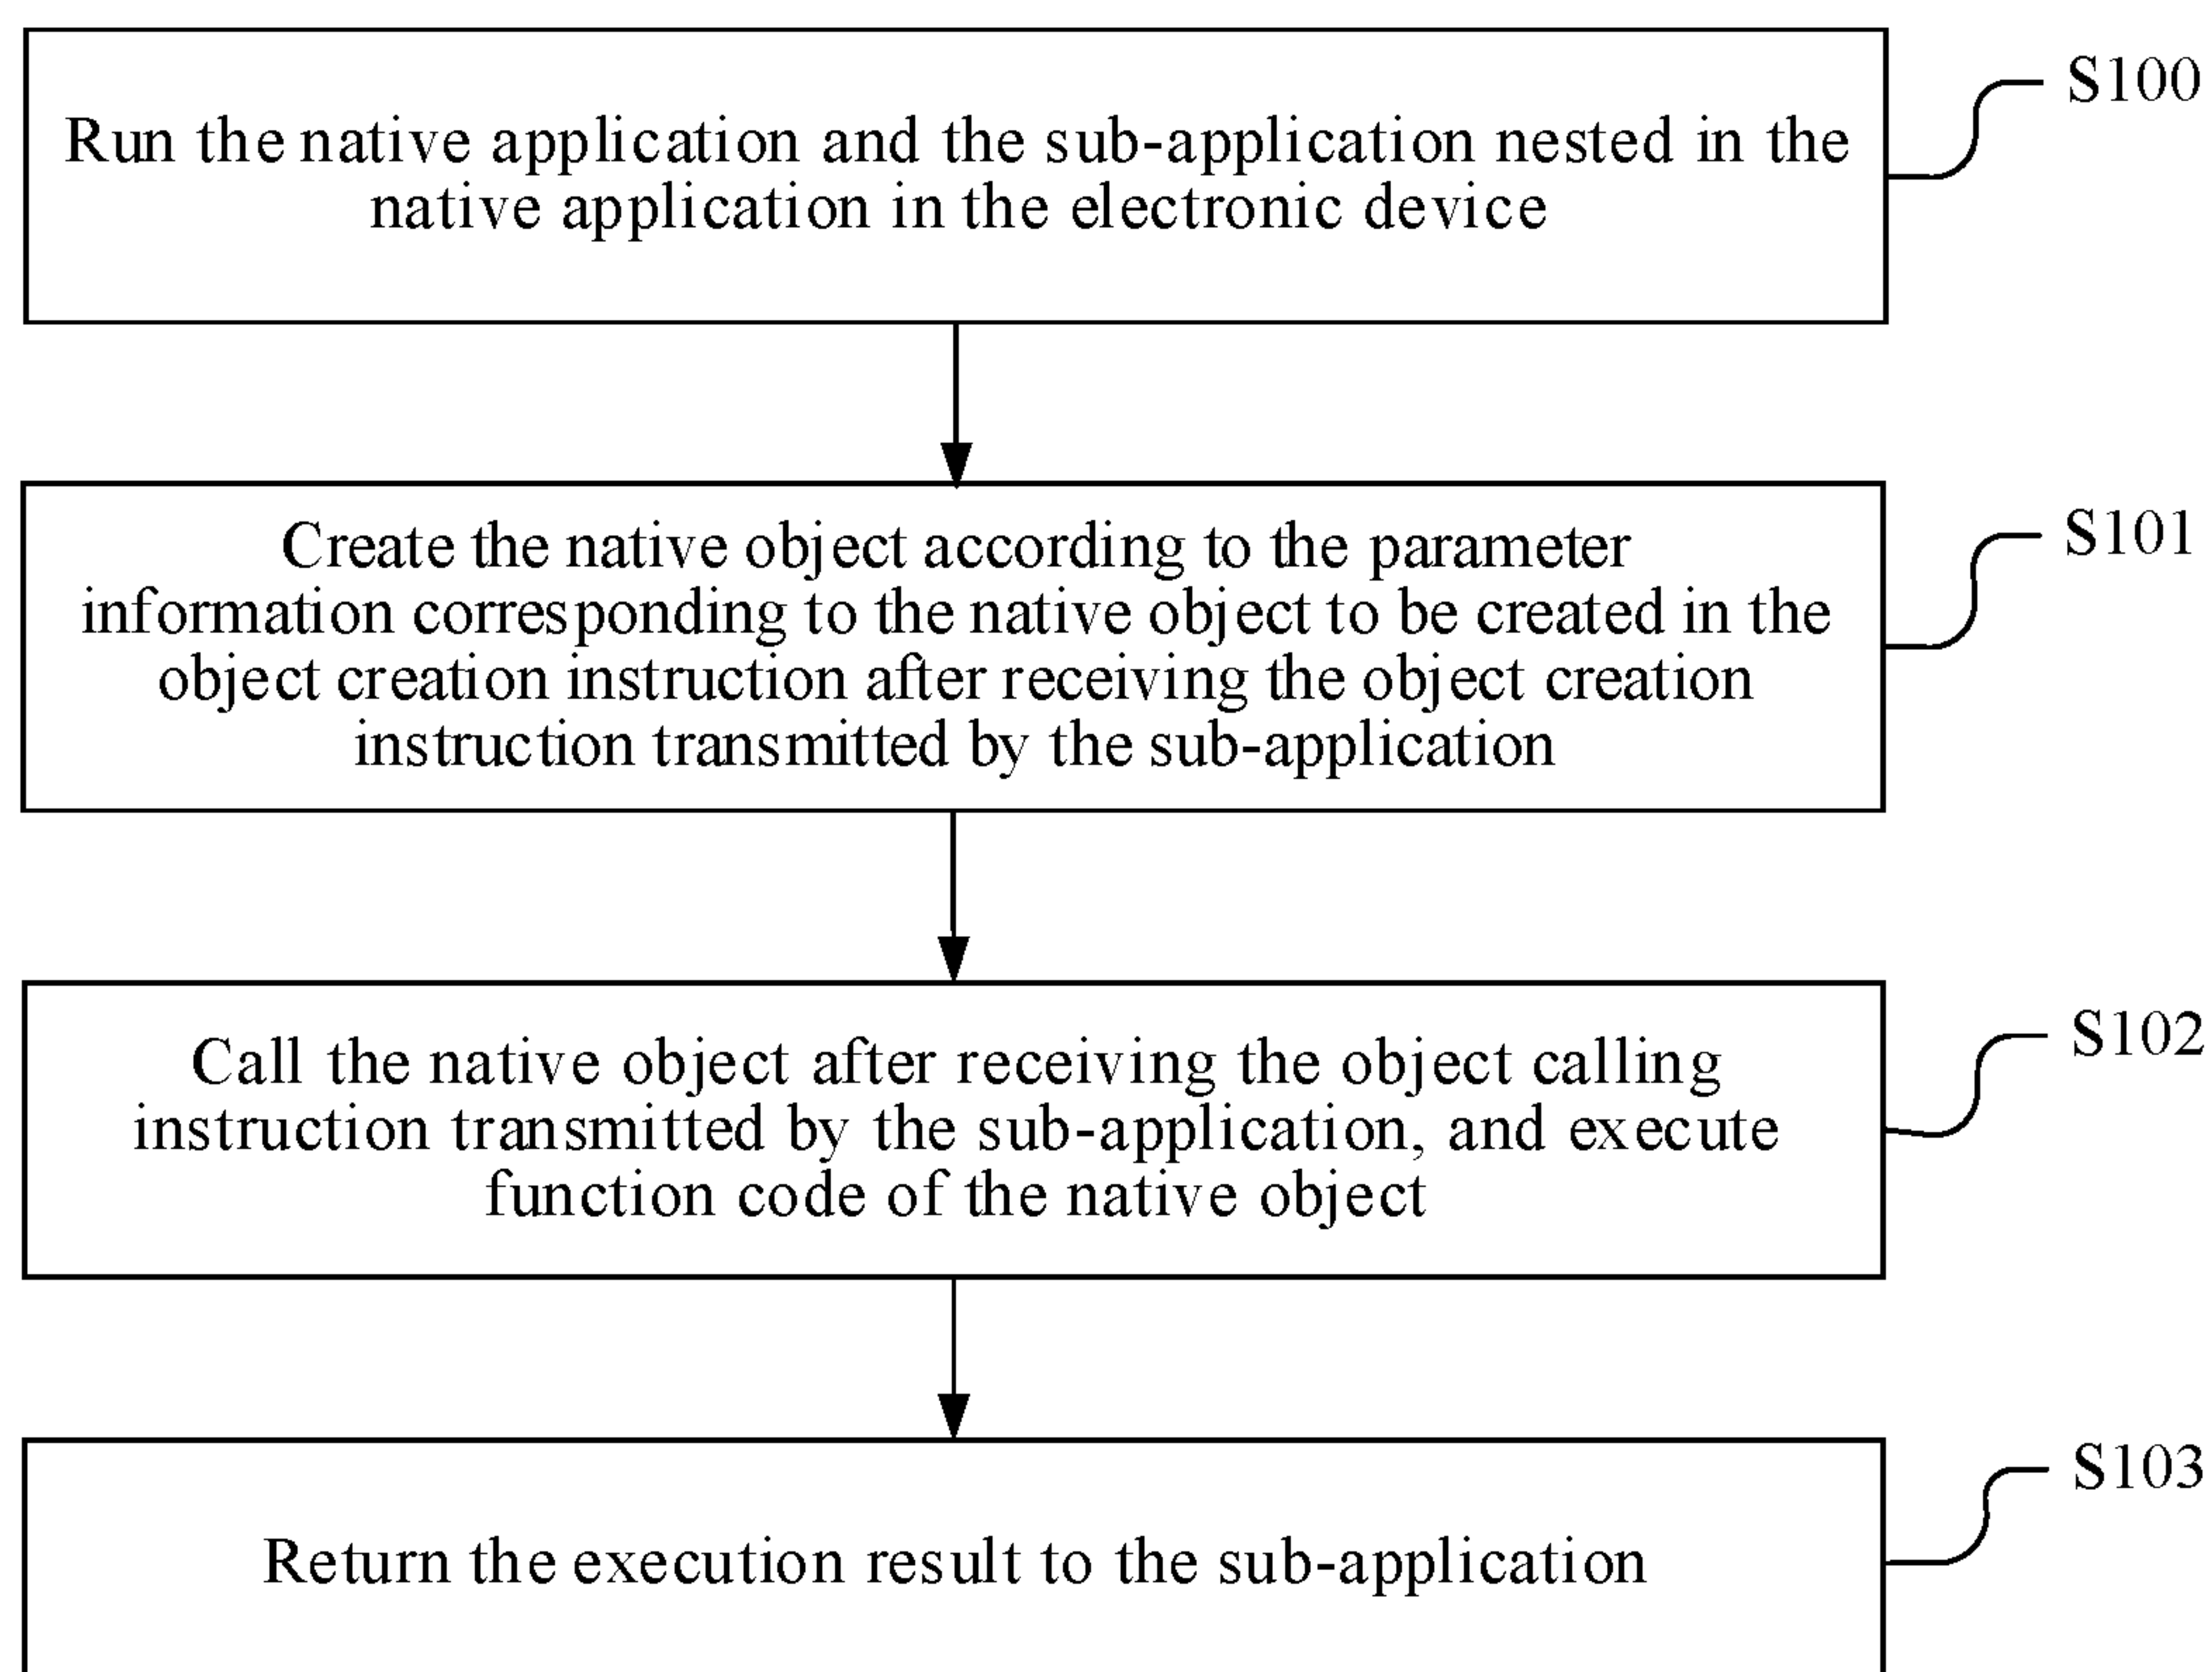 S100
Run the native application and the sub-application nested in the
native application in the electronic device
S101
Create the native object according to the parameter
information corresponding to the native object to be created in the
object creation instruction after receiving the object creation
instruction transmitted by the sub-application
S102
Call the native object after receiving the object calling
instruction transmitted by the sub-application, and execute
function code of the native object
S103
Return the execution result to the sub-application